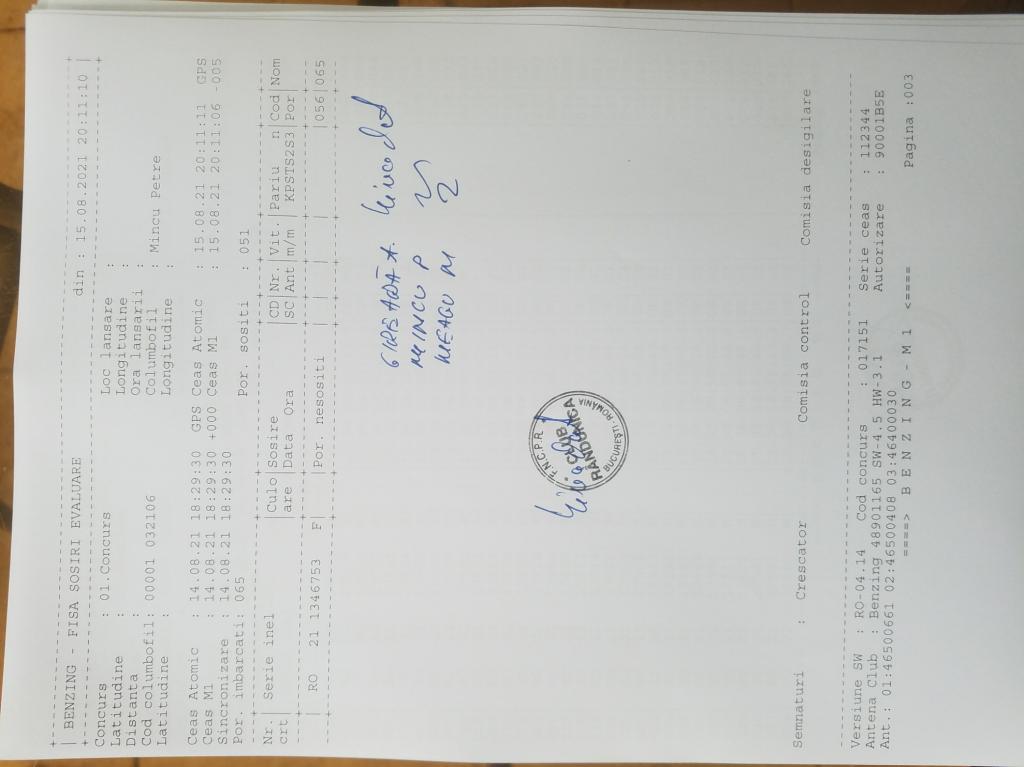 | BENZING - FISA SOSIRI EVALUARE din : 15.08.2021 20:11:10 |
Concurs : 01.Concurs Loc lansare :
Latitudine : Longitudine :
Distanta : Ora lansarii :
Cod columbofil: 00001 032106 Columbofil : Mincu Petre
Latitudine : Longitudine :
Ceas Atomic : 14.08.21 18:29:30 GPS Ceas Atomic : 15.08.21 20:11:11 GPS
Ceas M1 : 14.08.21 18:29:30 +000 Ceas M1 : 15.08.21 20:11:06 -005
Sincronizare : 14.08.21 18:29:30
Por. imbarcati: 065 Por. sositi : 051
Nr.| Serie inel |Culo|Sosire |CD|Nr.|Vit.|Pariu n|Cod|Nom
crt| |are |Data Ora |SC|Ant|m/m |KPSTS2S3|Por|
| RO 21 1346753 F| |Por. nesositi | | | | |056|065
MINCU P
NEAGU M
F.N.C.P.R.
CLUB
RÂNDUNICA
BUCUREŞTI-ROMÂNIA
Semnaturi : Crescator Comisia control Comisia desigilare
Versiune SW : RO-04.14 Cod concurs : 017151 Serie ceas : 112344
Antena Club : Benzing 48901165 SW-4.5 HW-3.1 Autorizare : 90001B5E
Ant.: 01:46500661 02:46500408 03:46400030
====> B E N Z I N G - M 1 <==== Pagina :003